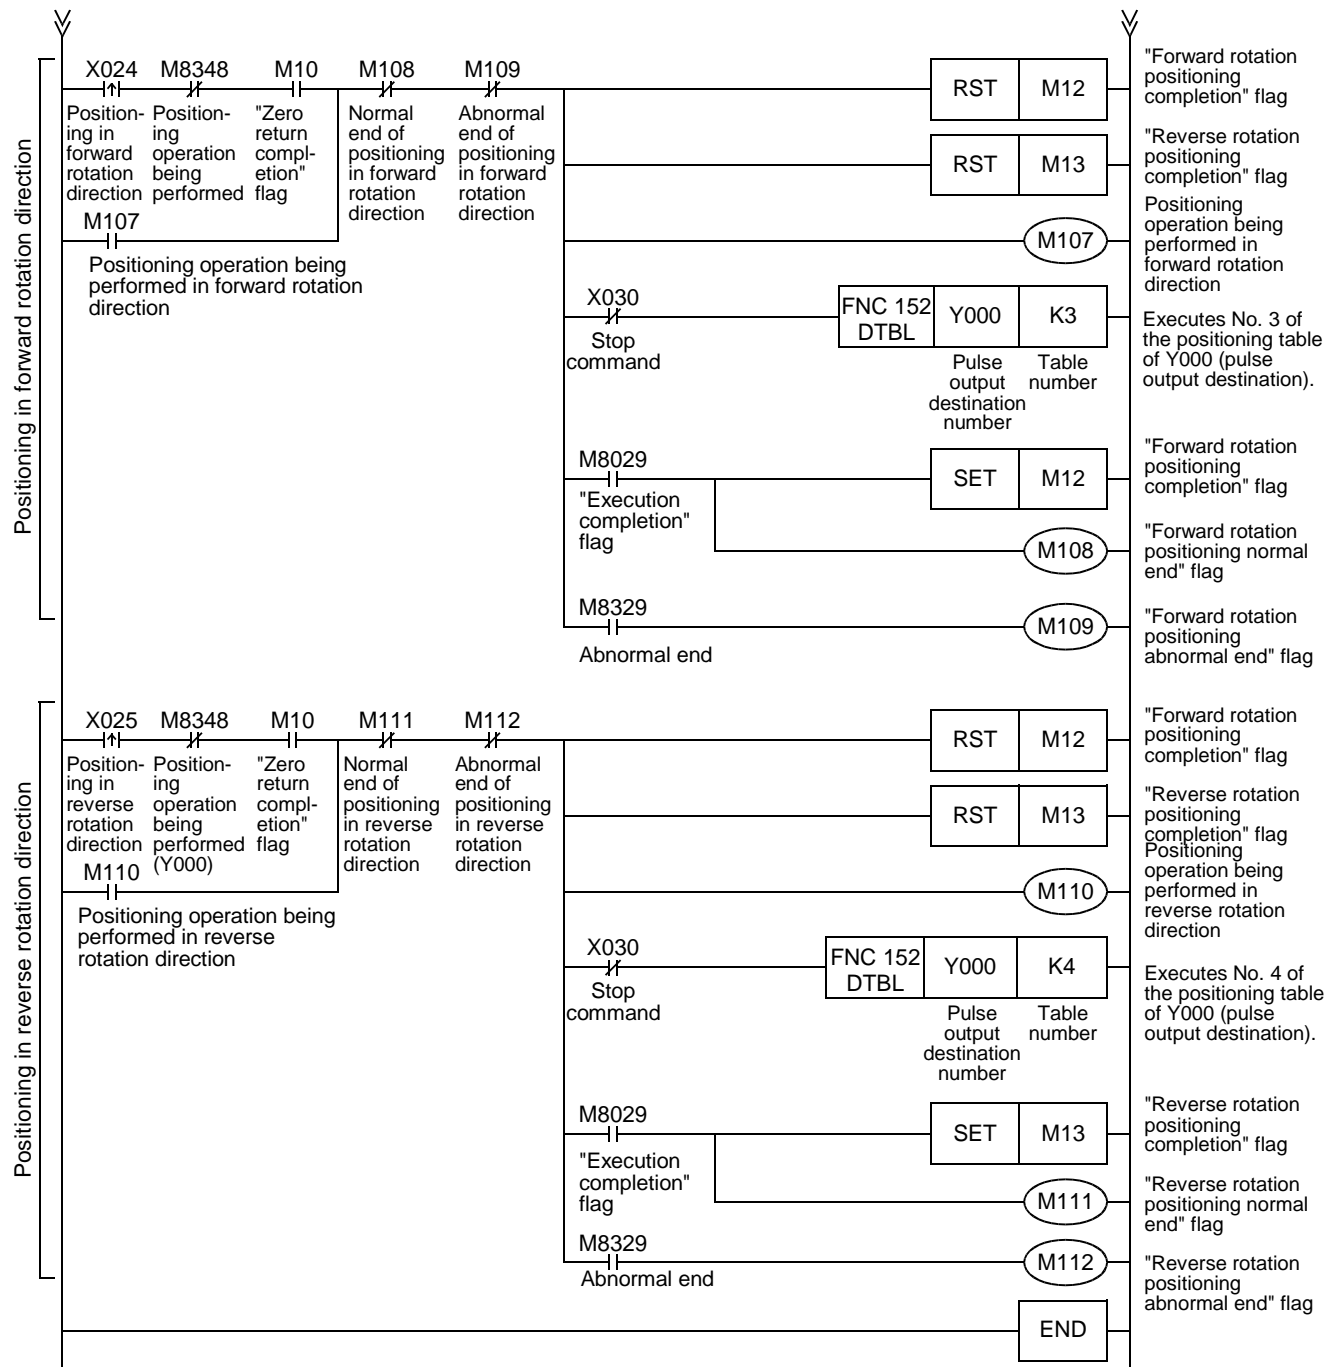 Positioning in forward rotation direction
X024 M8348 M10 M108 M109
Position-
ing in
forward
rotation
direction
Position-
ing
operation
being
performed
"Zero
return
compl-
etion"
flag
Normal
end of
positioning
in forward
rotation
direction
Abnormal
end of
positioning
in forward
rotation
direction
RST M12
"Forward rotation
positioning
completion" flag
RST M13
"Reverse rotation
positioning
completion" flag
M107
Positioning operation being
performed in forward rotation
direction
M107
Positioning
operation being
performed in
forward rotation
direction
X030
Stop
command
FNC 152
DTBL
Y000 K3
Pulse
output
destination
number
Table
number
Executes No. 3 of
the positioning table
of Y000 (pulse
output destination).
M8029
"Execution
completion"
flag
SET M12
"Forward rotation
positioning
completion" flag
M108
"Forward rotation
positioning normal
end" flag
M8329
Abnormal end
M109
"Forward rotation
positioning
abnormal end" flag
Positioning in reverse rotation direction
X025 M8348 M10 M111 M112
Position-
ing in
reverse
rotation
direction
Position-
ing
operation
being
performed
(Y000)
"Zero
return
compl-
etion"
flag
Normal
end of
positioning
in reverse
rotation
direction
Abnormal
end of
positioning
in reverse
rotation
direction
RST M12
"Forward rotation
positioning
completion" flag
RST M13
"Reverse rotation
positioning
completion" flag
M110
Positioning operation being
performed in reverse
rotation direction
M110
Positioning
operation being
performed in
reverse rotation
direction
X030
Stop
command
FNC 152
DTBL
Y000 K4
Pulse
output
destination
number
Table
number
Executes No. 4 of
the positioning table
of Y000 (pulse
output destination).
M8029
"Execution
completion"
flag
SET M13
"Reverse rotation
positioning
completion" flag
M111
"Reverse rotation
positioning normal
end" flag
M8329
Abnormal end
M112
"Reverse rotation
positioning
abnormal end" flag
END